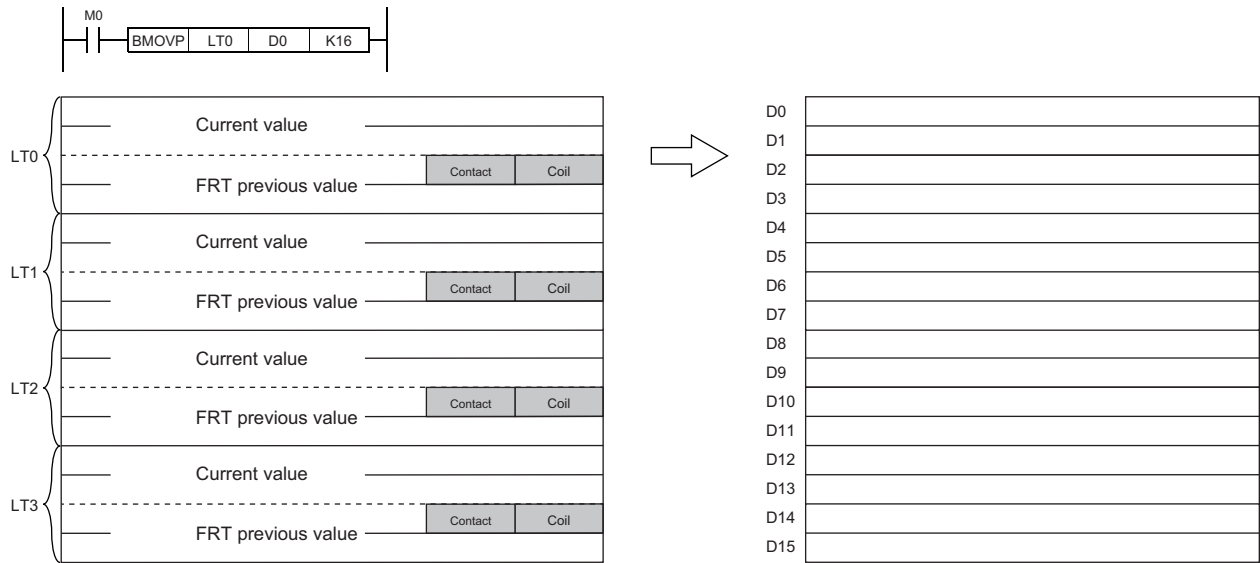 M0
BMOVP LT0 D0 K16
LT0
Current value
Contact Coil
FRT previous value
LT1
Current value
Contact Coil
FRT previous value
LT2
Current value
Contact Coil
FRT previous value
LT3
Current value
Contact Coil
FRT previous value
D0
D1
D2
D3
D4
D5
D6
D7
D8
D9
D10
D11
D12
D13
D14
D15